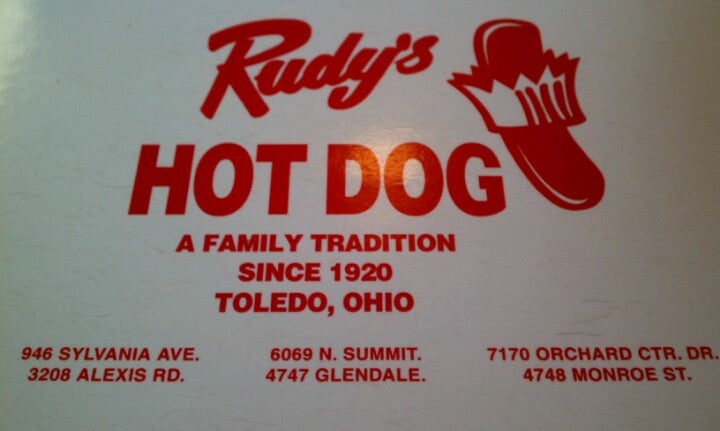 Rudy's
HOT DOG
A FAMILY TRADITION
SINCE 1920
TOLEDO, OHIO
946 SYLVANIA AVE.
3208 ALEXIS RD.
6069 N. SUMMIT.
4747 GLENDALE.
7170 ORCHARD CTR. DR.
4748 MONROE ST.